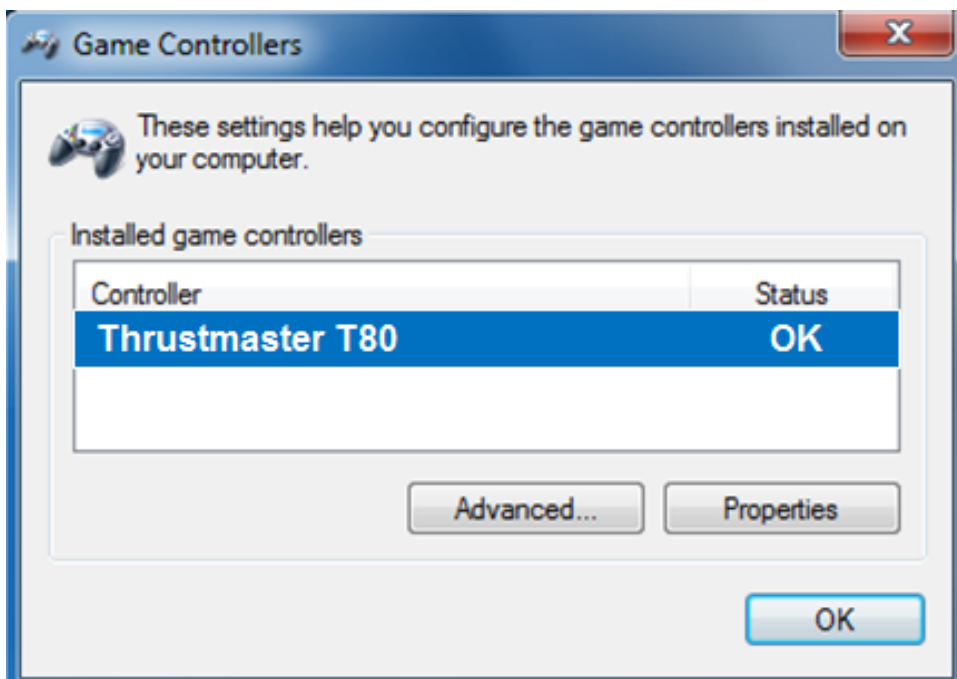 Game Controllers
These settings help you configure the game controllers installed on
your computer.
Installed game controllers
Controller Status
Thrustmaster T80 OK
Advanced... Properties
OK